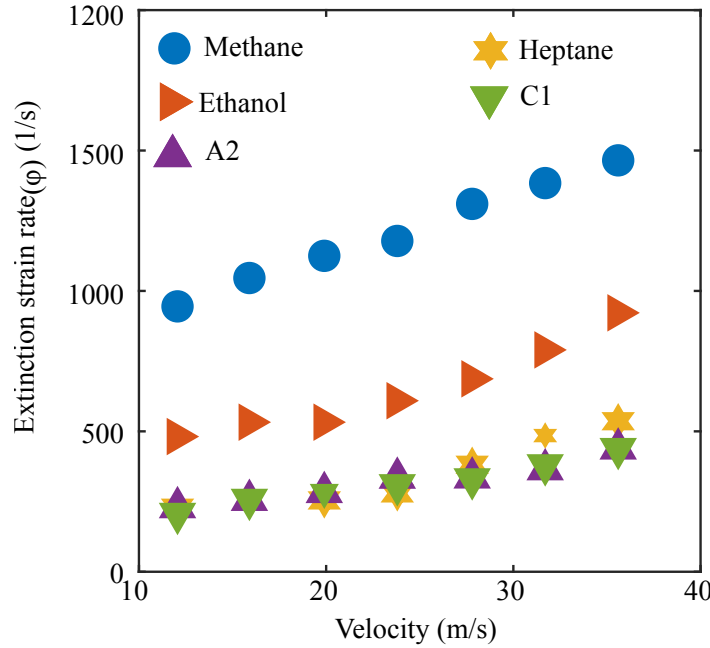 1200
Methane
Heptane
Ethanol
C1
A2
1500
1000
500
0
10
20
30
40
Velocity (m/s)
Extinction strain rate(φ) (1/s)